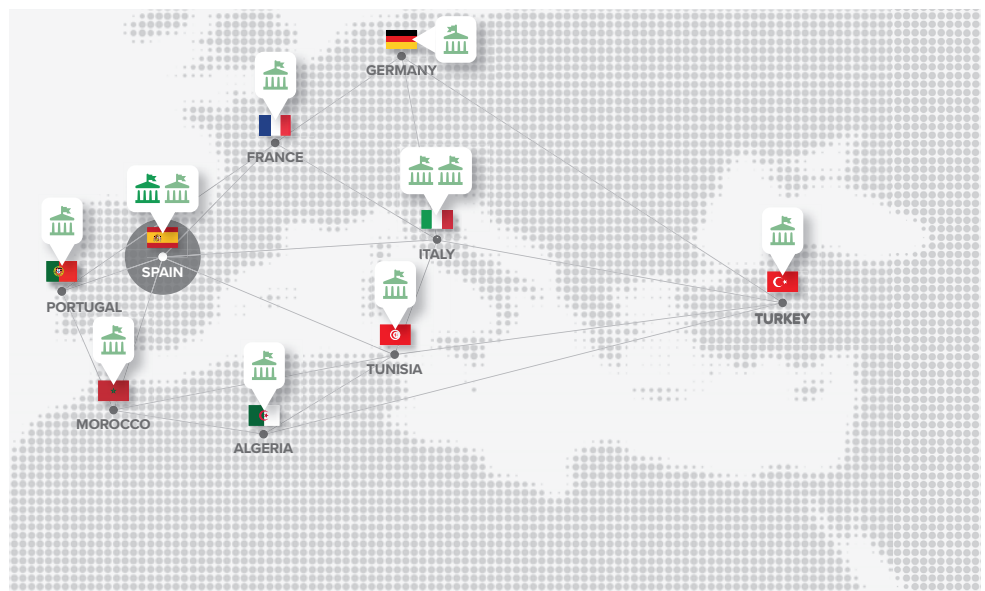 GERMANY
FRANCE
ITALY
SPAIN
PORTUGAL
TURKEY
TUNISIA
MOROCCO
ALGERIA